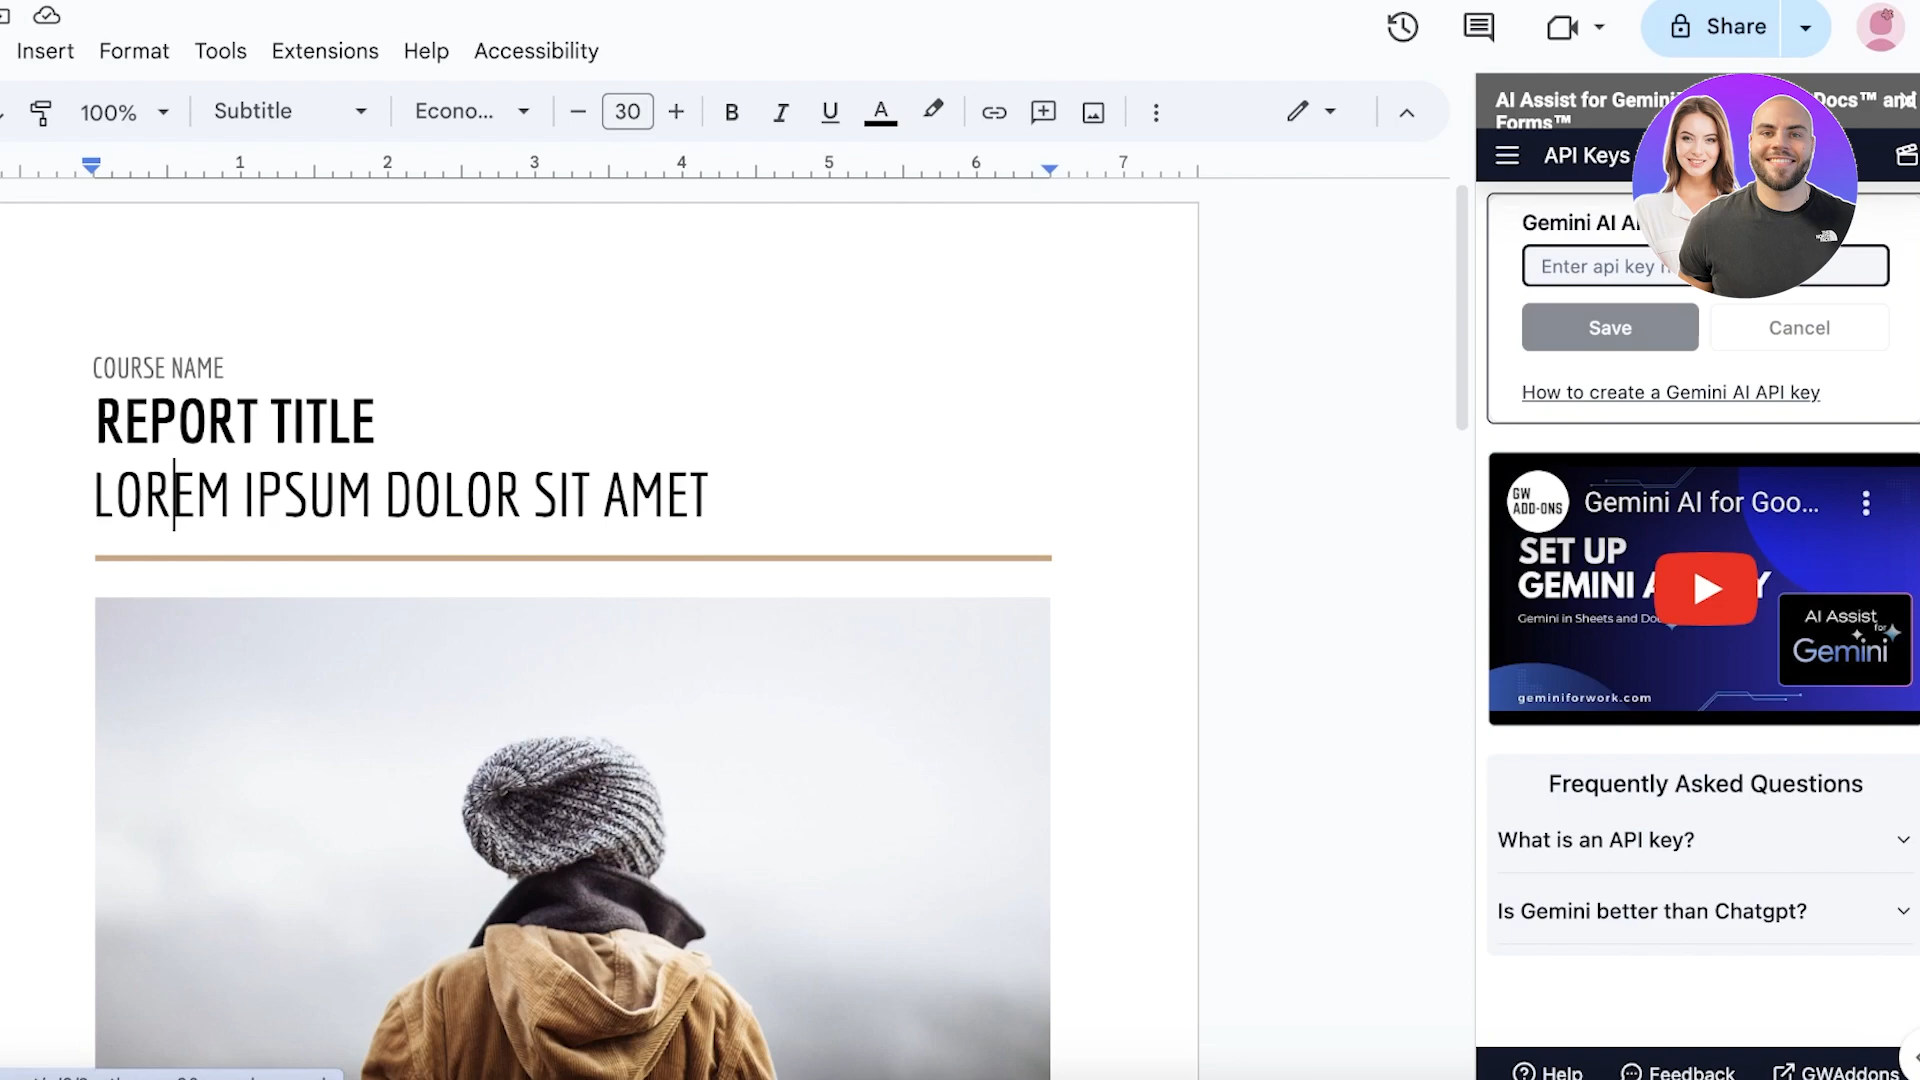 Insert Format Tools Extensions Help Accessibility
Share
100% Subtitle Econo... 30 B I U A
1 2 3 4 5 6 7
COURSE NAME
REPORT TITLE
LOREM IPSUM DOLOR SIT AMET
AI Assist for Gemini Docs™ and
Forms™
API Keys
Gemini AI
Enter api key
Save Cancel
How to create a Gemini AI API key
GW
ADD-ONS
Gemini AI for Goo...
SET UP
GEMINI
Gemini in Sheets and
AI Assist
for
Gemini
geminiforwork.com
Frequently Asked Questions
What is an API key?
Is Gemini better than Chatgpt?
Help Feedback GWAddons